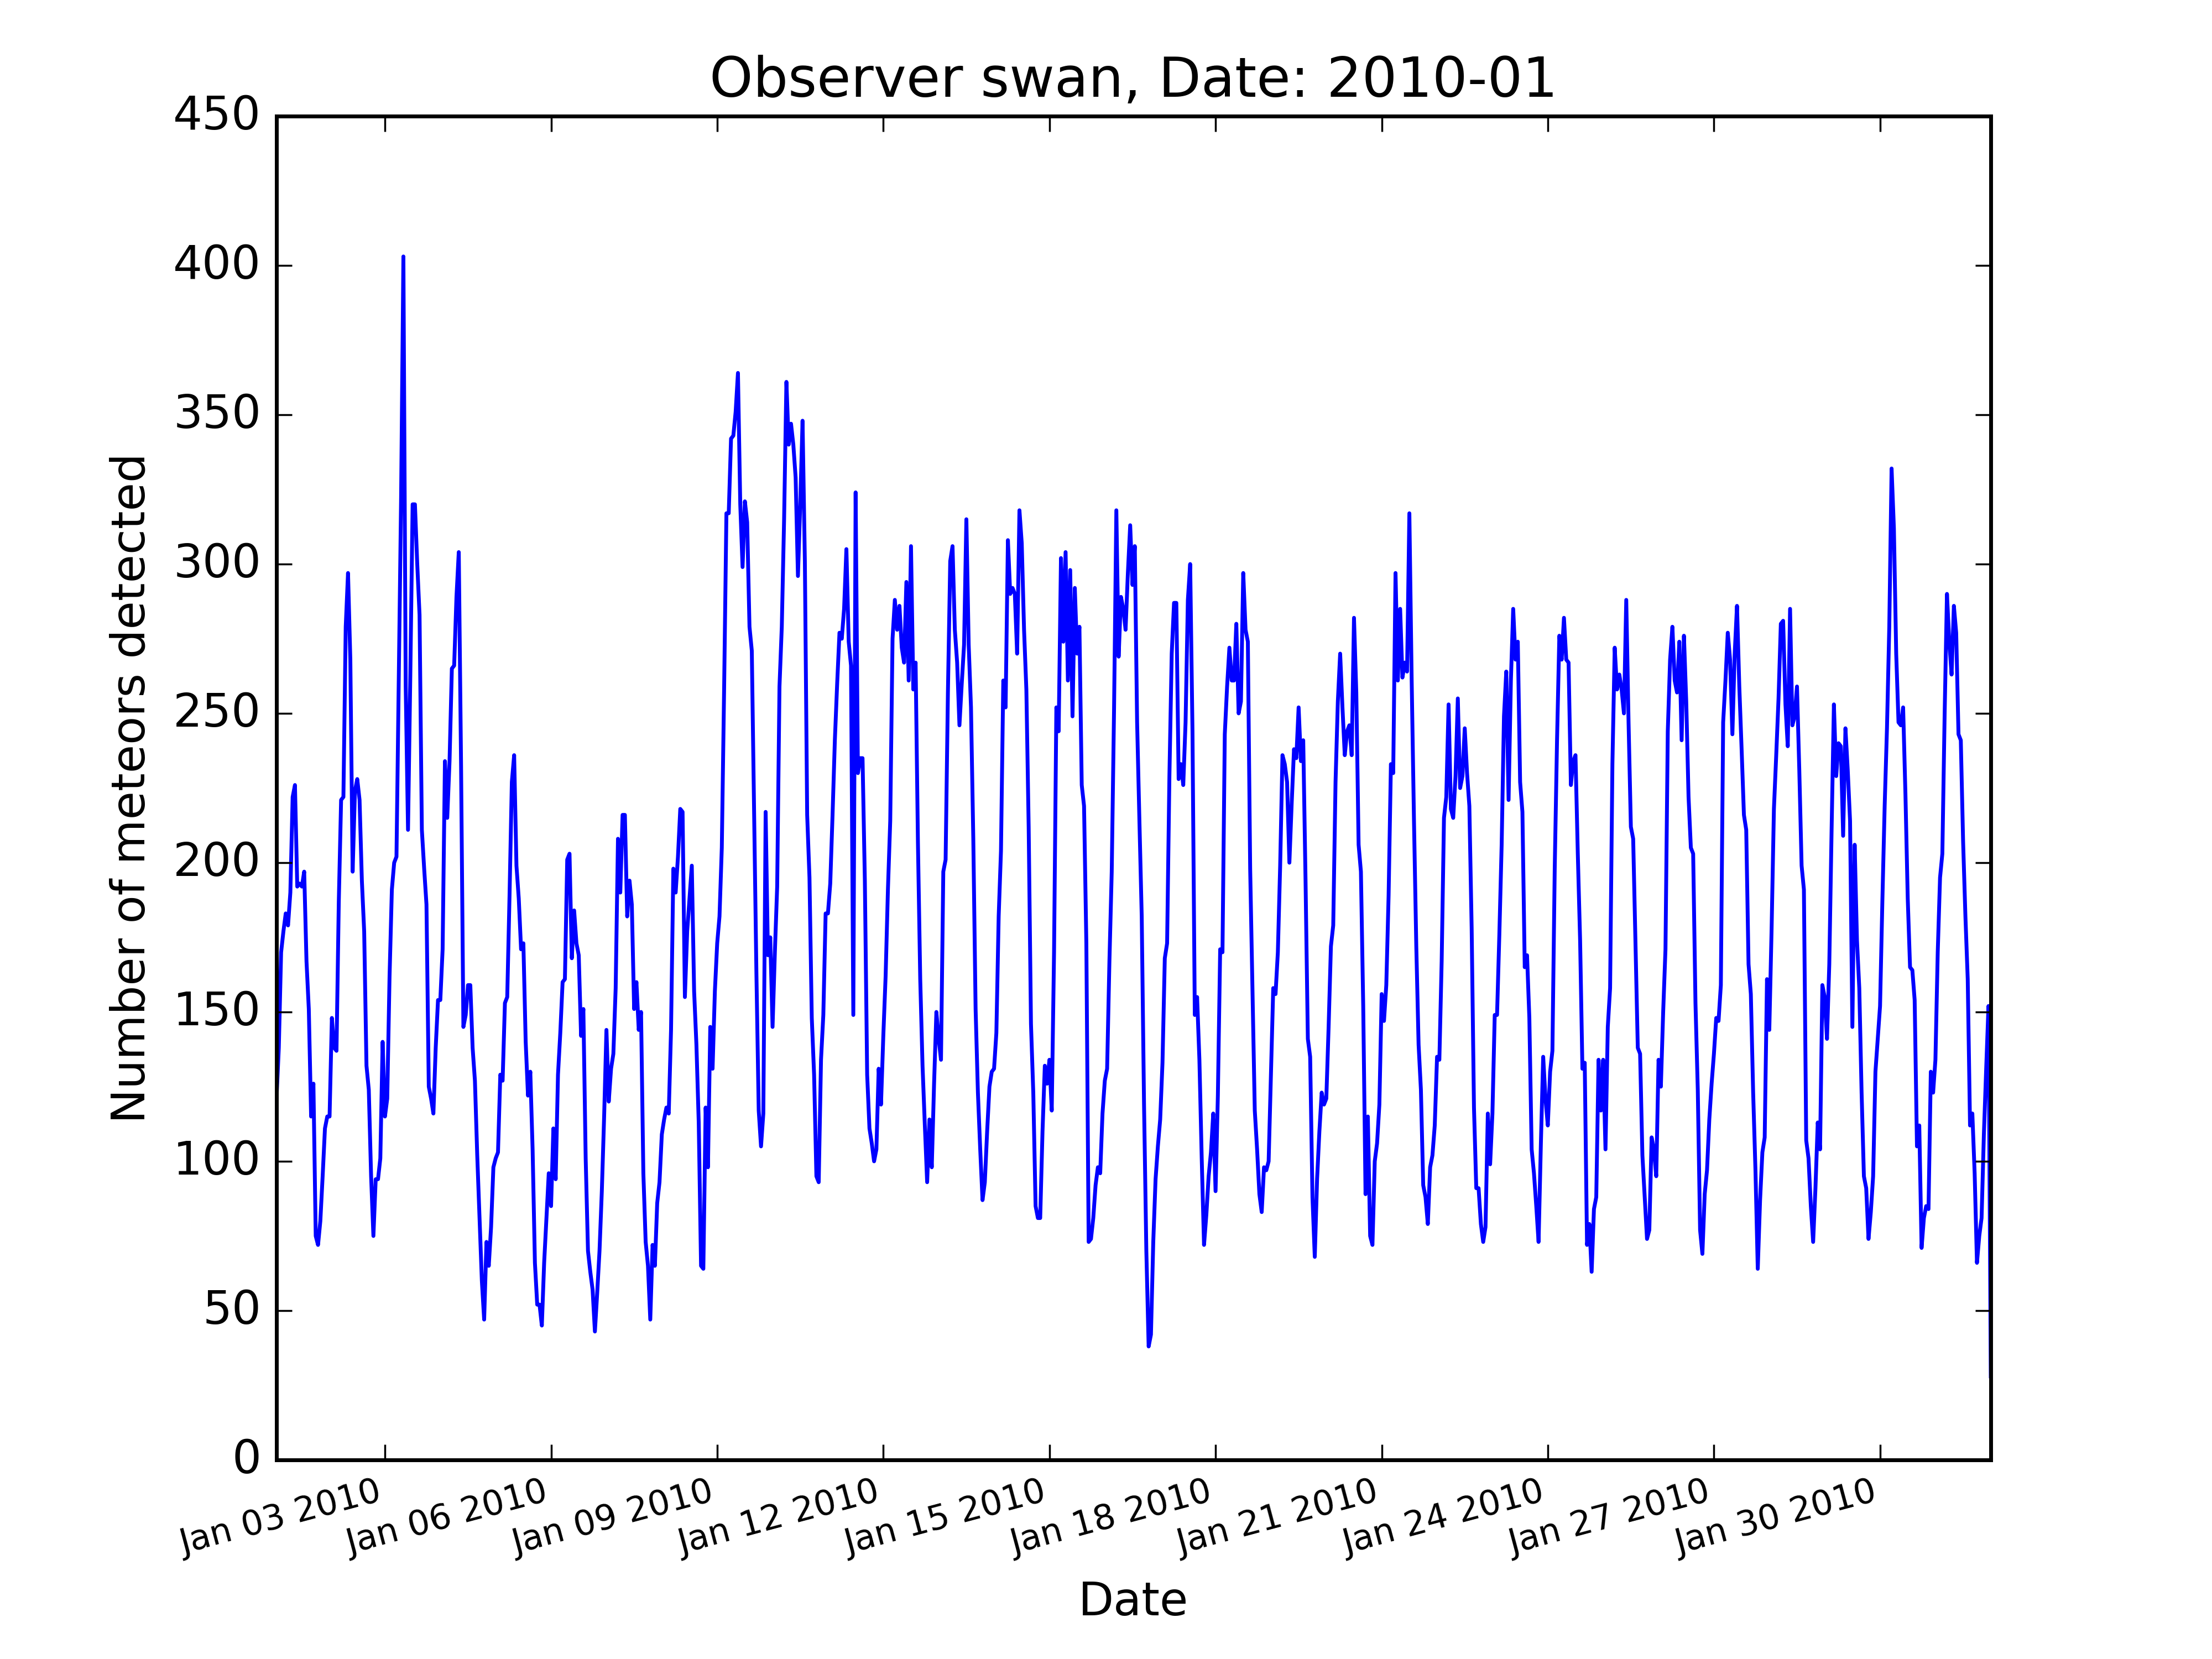 Observer swan, Date: 2010-01
450
400
350
300
250
200
150
100
50
0
Number of meteors detected
Jan 03 2010
Jan 06 2010
Jan 09 2010
Jan 12 2010
Jan 15 2010
Jan 18 2010
Jan 21 2010
Jan 24 2010
Jan 27 2010
Jan 30 2010
Date